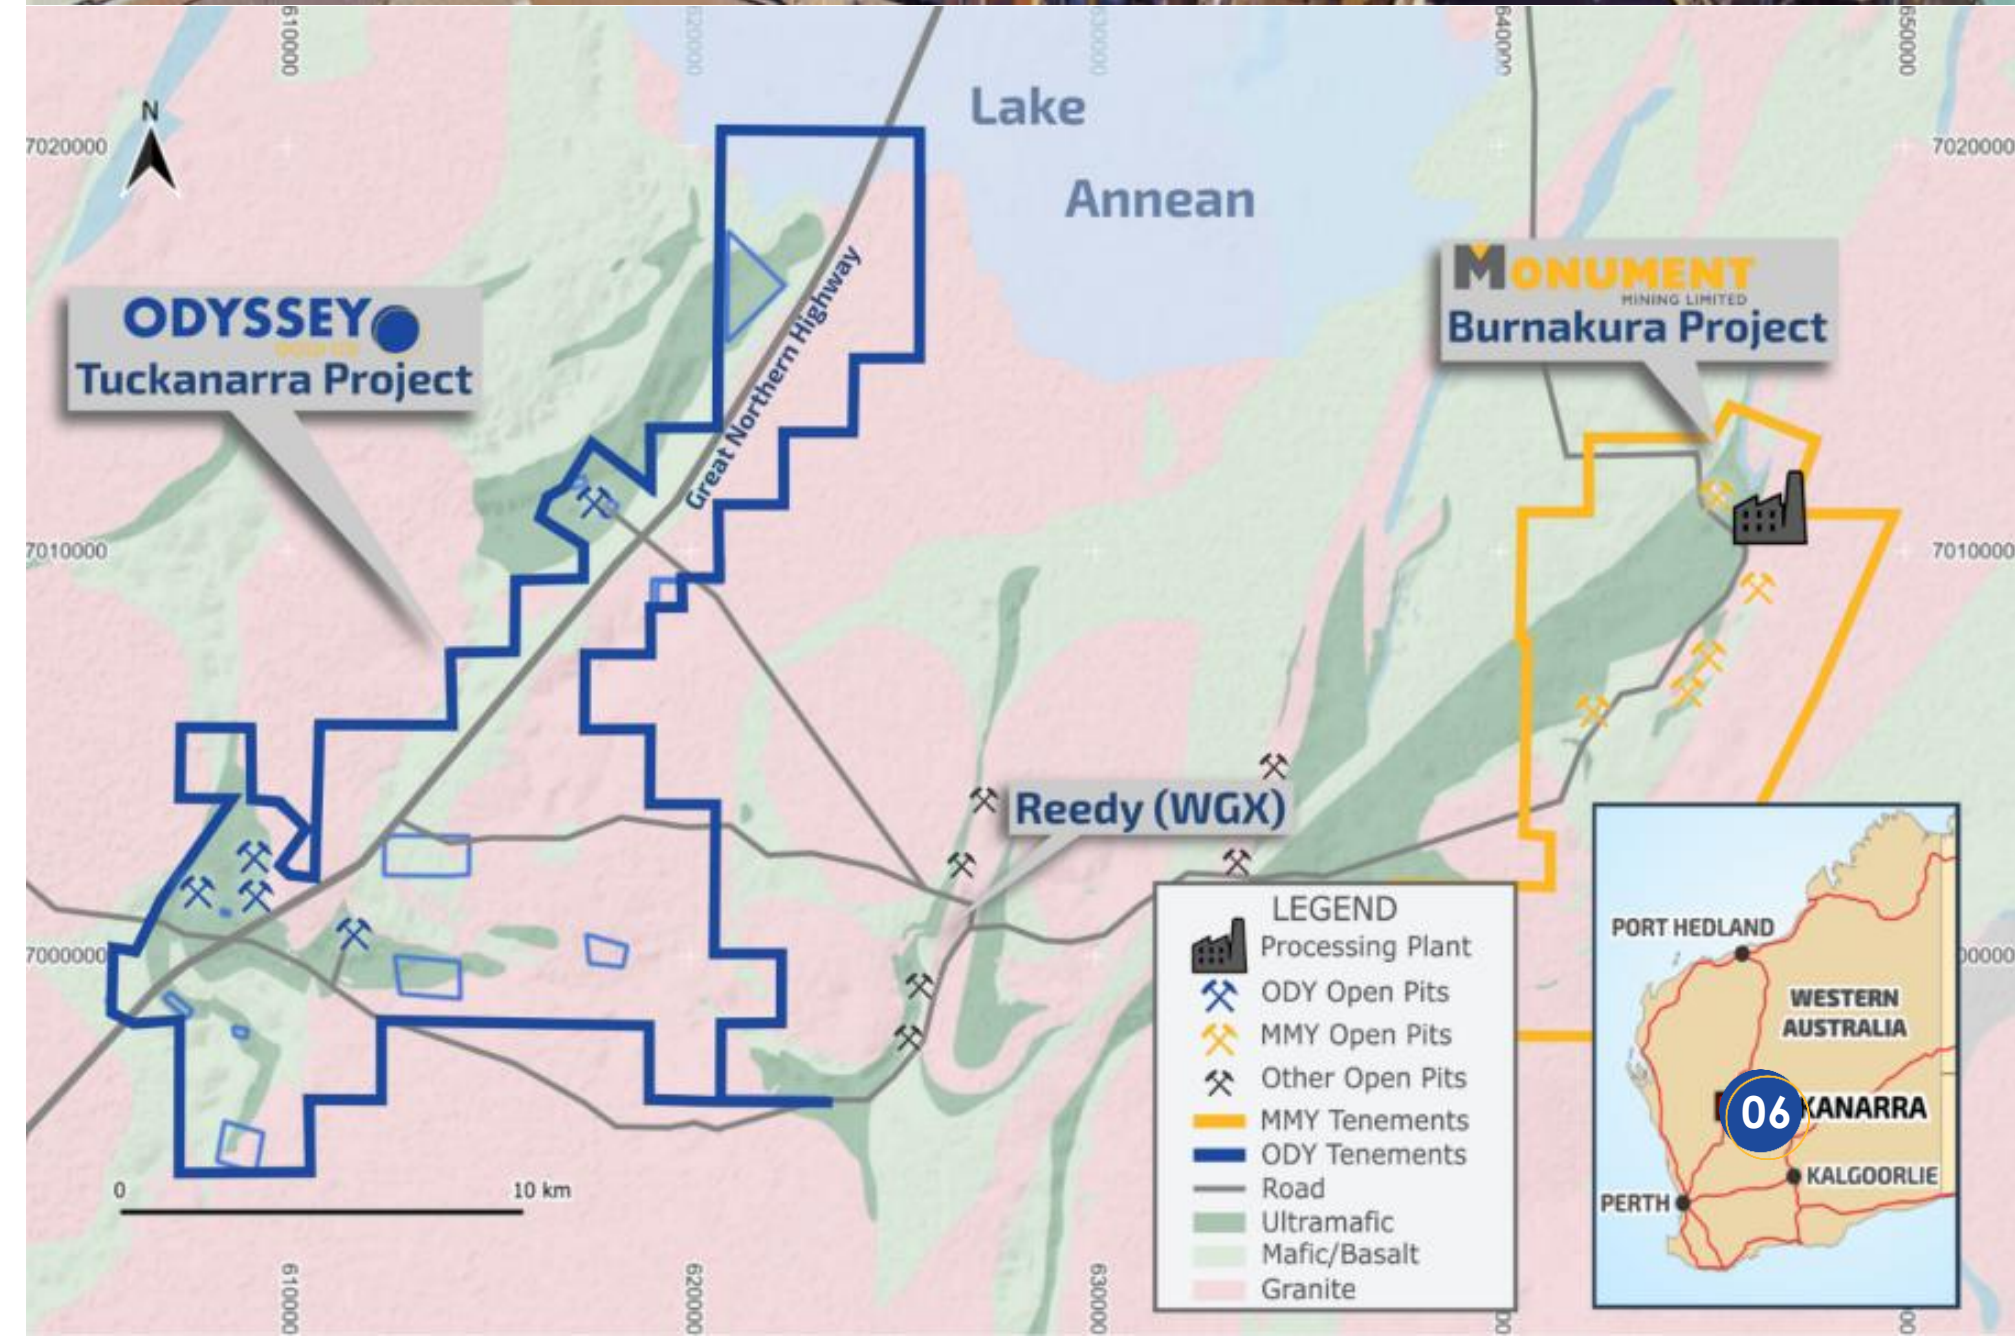 610000
620000
630000
640000
650000
N
Lake
Annean
7020000
7020000
ODYSSEY
Tuckanarra Project
Great Northern Highway
MONUMENT
MINING LIMITED
Burnakura Project
7010000
7010000
Reedy (WGX)
7000000
00000
LEGEND
Processing Plant
ODY Open Pits
MMY Open Pits
Other Open Pits
MMY Tenements
ODY Tenements
Road
Ultramafic
Mafic/Basalt
Granite
PORT HEDLAND
WESTERN
AUSTRALIA
06
KANARRA
KALGOORLIE
PERTH
0
10 km
610000
620000
630000
00
00